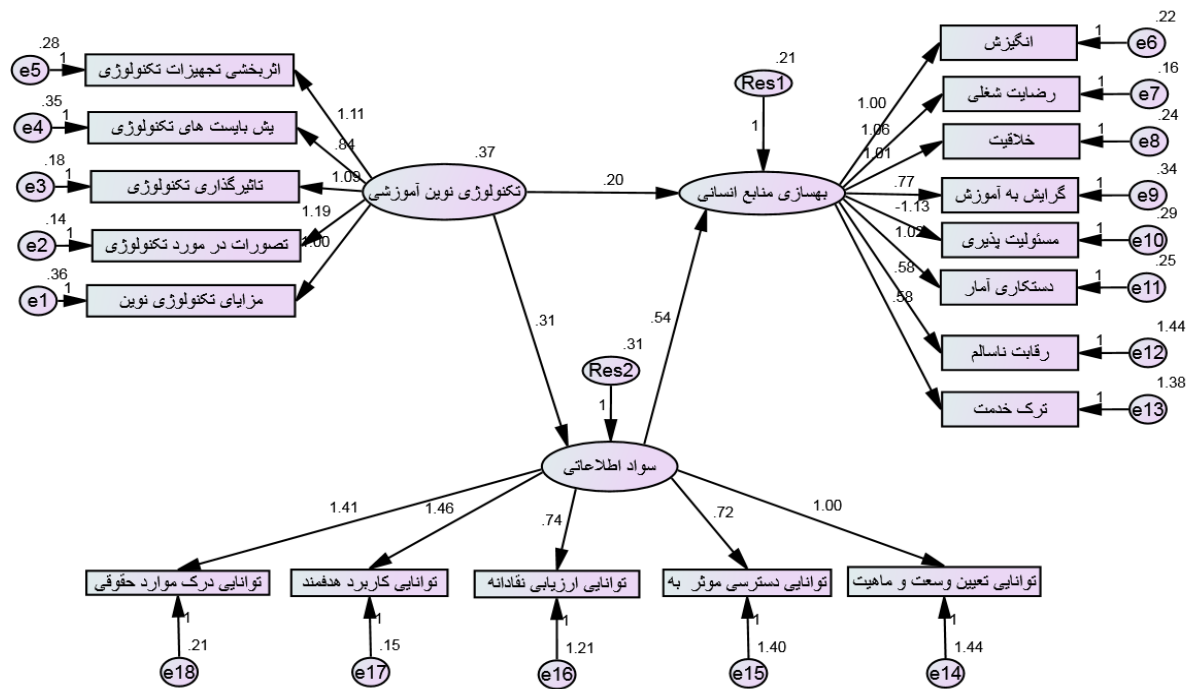 .28
1
e5
اثربخشی تجهیزات تکنولوژی
.35
1
e4
یش بایست های تکنولوژی
.18
1
e3
تاثیرگذاری تکنولوژی
.14
1
e2
تصورات در مورد تکنولوژی
.36
1
e1
مزایای تکنولوژی نوین
1.11
.84
1.09
1.19
1.00
.37
تکنولوژی نوین آموزشی
.20
.21
Res1
1
بهسازی منابع انسانی
1.00
1.06
1.01
.77
-1.13
1.02
.58
.58
انگیزش
1
.22
e6
رضایت شغلی
1
.16
e7
خلاقیت
1
.24
e8
گرایش به آموزش
1
.34
e9
مسئولیت پذیری
1
.29
e10
دستکاری آمار
1
.25
e11
رقابت ناسالم
1
1.44
e12
ترک خدمت
1
1.38
e13
.31
.54
.31
Res2
1
سواد اطلاعاتی
1.41
1.46
.74
.72
1.00
توانایی درک موارد حقوقی
توانایی کاربرد هدفمند
توانایی ارزیابی نقادانه
توانایی دسترسی موثر به
توانایی تعیین وسعت و ماهیت
1
.21
e18
1
.15
e17
1
1.21
e16
1
1.40
e15
1
1.44
e14